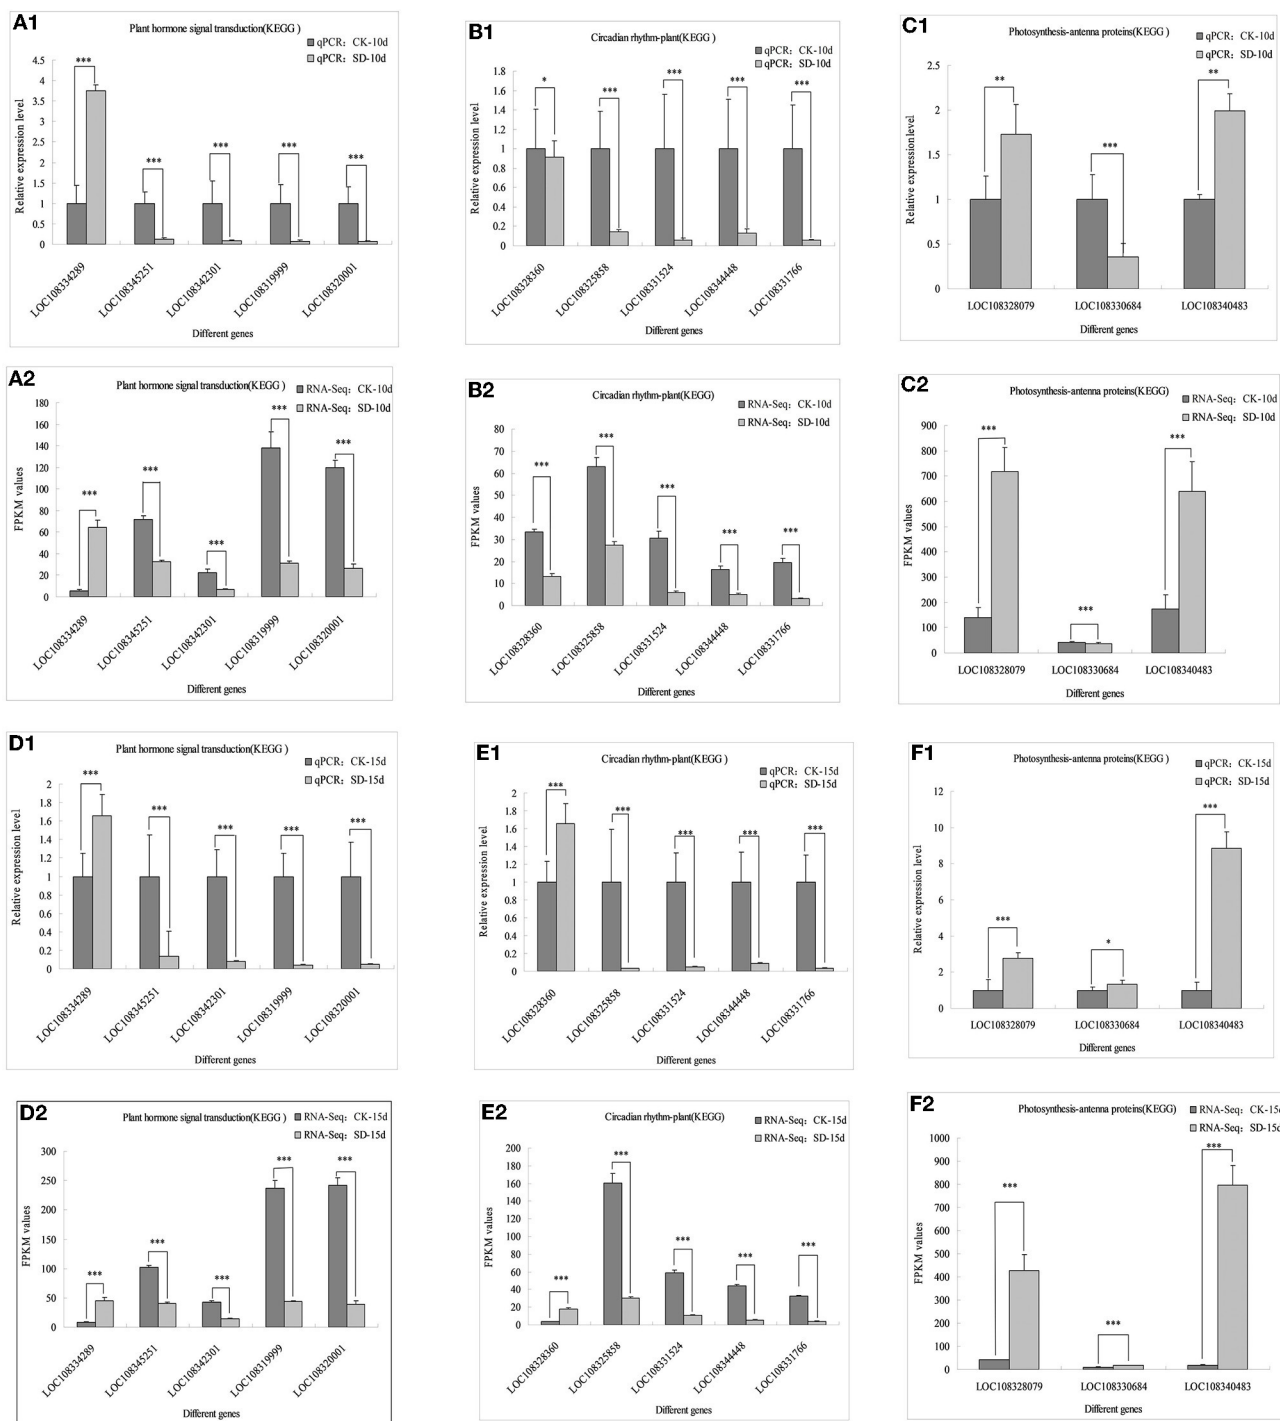 A1
Plant hormone signal transduction(KEGG )
qPCR：CK-10d
qPCR：SD-10d
Relative expression level
4.5
4
3.5
3
2.5
2
1.5
1
0.5
0
***
***
***
***
***
LOC108334289
LOC108345251
LOC108342301
LOC108319999
LOC108320001
Different genes
B1
Circadian rhythm-plant(KEGG )
qPCR：CK-10d
qPCR：SD-10d
Relative expression level
1.8
1.6
1.4
1.2
1
0.8
0.6
0.4
0.2
0
*
***
***
***
***
LOC108328360
LOC108325858
LOC108331524
LOC108344448
LOC108331766
Different genes
C1
Photosynthesis-antenna proteins(KEGG )
qPCR：CK-10d
qPCR：SD-10d
Relative expression level
2.5
2
1.5
1
0.5
0
**
***
**
LOC108328079
LOC108330684
LOC108340483
Different genes
A2
Plant hormone signal transduction(KEGG )
RNA-Seq：CK-10d
RNA-Seq：SD-10d
FPKM values
180
160
140
120
100
80
60
40
20
0
***
***
***
***
***
LOC108334289
LOC108345251
LOC108342301
LOC108319999
LOC108320001
Different genes
B2
Circadian rhythm-plant(KEGG)
RNA-Seq：CK-10d
RNA-Seq：SD-10d
FPKM values
80
70
60
50
40
30
20
10
0
***
***
***
***
***
LOC108328360
LOC108325858
LOC108331524
LOC108344448
LOC108331766
Different genes
C2
Photosynthesis-antenna proteins(KEGG)
RNA-Seq：CK-10d
RNA-Seq：SD-10d
FPKM values
900
800
700
600
500
400
300
200
100
0
***
***
***
LOC108328079
LOC108330684
LOC108340483
Different genes
D1
Plant hormone signal transduction(KEGG )
qPCR：CK-15d
qPCR：SD-15d
Relative expression level
2
1.8
1.6
1.4
1.2
1
0.8
0.6
0.4
0.2
0
***
***
***
***
***
LOC108334289
LOC108345251
LOC108342301
LOC108319999
LOC108320001
Different genes
E1
Circadian rhythm-plant(KEGG )
qPCR：CK-15d
qPCR：SD-15d
Relative expression level
2
1.8
1.6
1.4
1.2
1
0.8
0.6
0.4
0.2
0
***
***
***
***
***
LOC108328360
LOC108325858
LOC108331524
LOC108344448
LOC108331766
Different genes
F1
Photosynthesis-antenna proteins(KEGG )
qPCR：CK-15d
qPCR：SD-15d
Relative expression level
12
10
8
6
4
2
0
***
*
***
LOC108328079
LOC108330684
LOC108340483
Different genes
D2
Plant hormone signal transduction(KEGG )
RNA-Seq：CK-15d
RNA-Seq：SD-15d
FPKM values
300
250
200
150
100
50
0
***
***
***
***
***
LOC108334289
LOC108345251
LOC108342301
LOC108319999
LOC108320001
Different genes
E2
Circadian rhythm-plant(KEGG)
RNA-Seq：CK-15d
RNA-Seq：SD-15d
FPKM values
200
180
160
140
120
100
80
60
40
20
0
***
***
***
***
***
LOC108328360
LOC108325858
LOC108331524
LOC108344448
LOC108331766
Different genes
F2
Photosynthesis-antenna proteins(KEGG)
RNA-Seq：CK-15d
RNA-Seq：SD-15d
FPKM values
1000
900
800
700
600
500
400
300
200
100
0
***
***
***
LOC108328079
LOC108330684
LOC108340483
Different genes